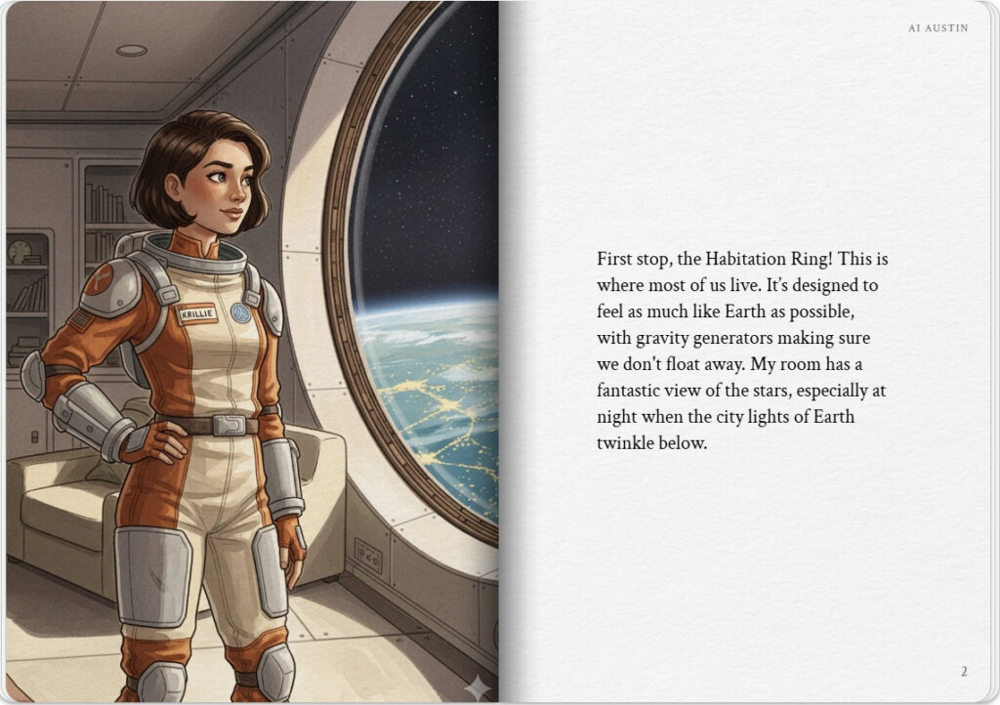 KRILLIE
AI AUSTIN
First stop, the Habitation Ring! This is
where most of us live. It’s designed to
feel as much like Earth as possible,
with gravity generators making sure
we don't float away. My room has a
fantastic view of the stars, especially at
night when the city lights of Earth
twinkle below.
2